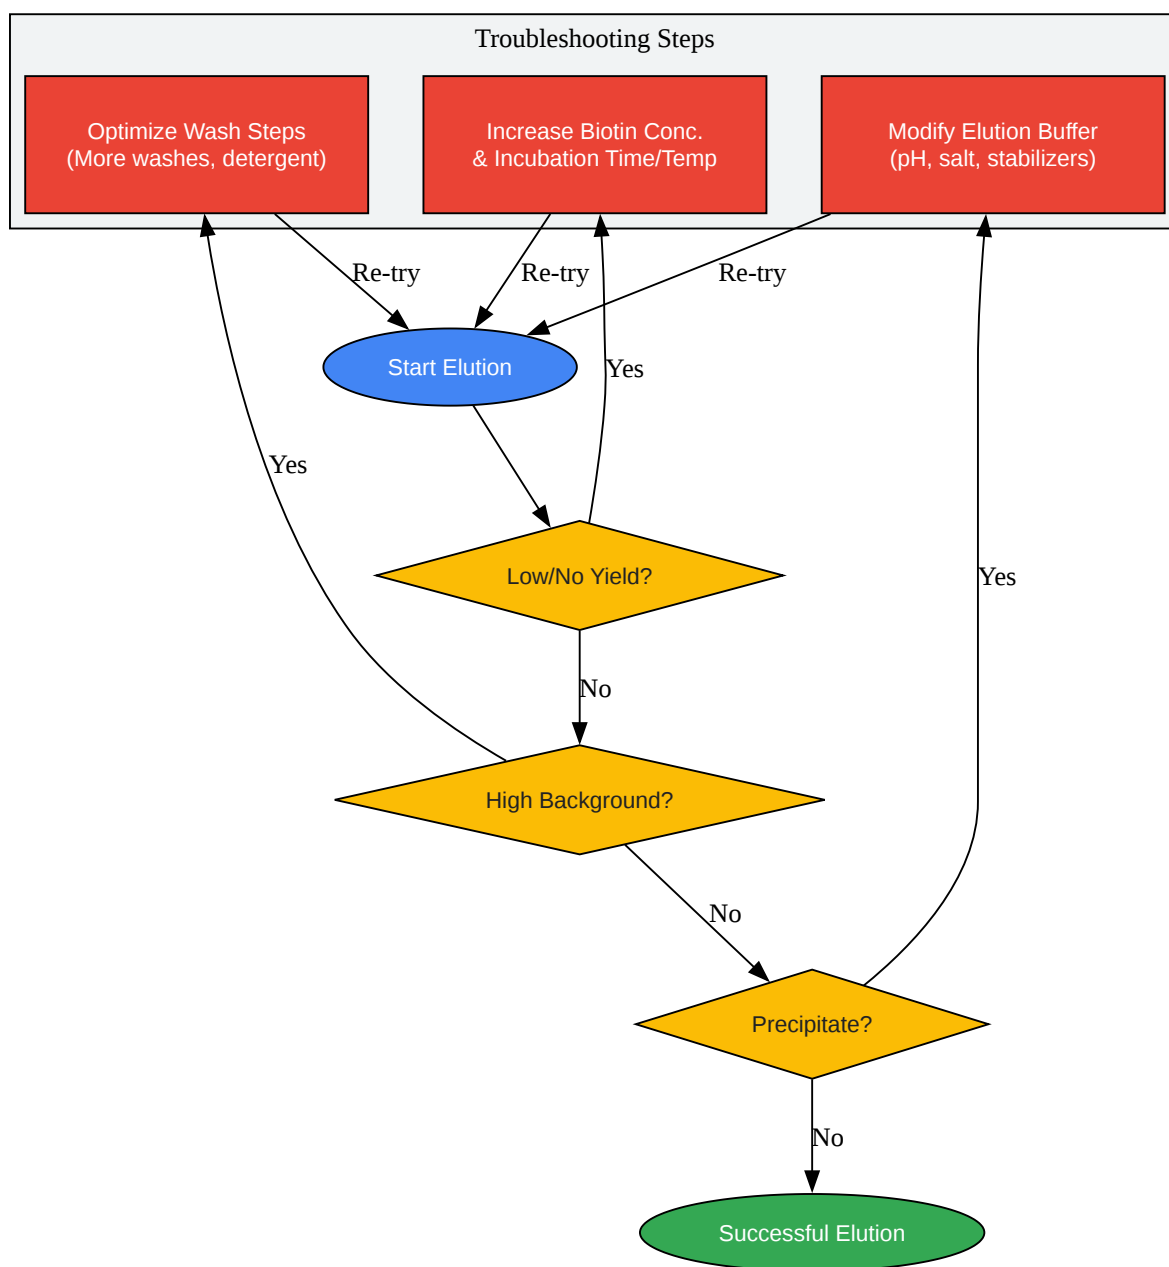 Troubleshooting Steps
Optimize Wash Steps
(More washes, detergent)
Increase Biotin Conc.
& Incubation Time/Temp
Modify Elution Buffer
(pH, salt, stabilizers)
Re-try
Re-try
Re-try
Start Elution
Yes
Yes
Low/No Yield?
Yes
No
High Background?
No
Precipitate?
No
Successful Elution